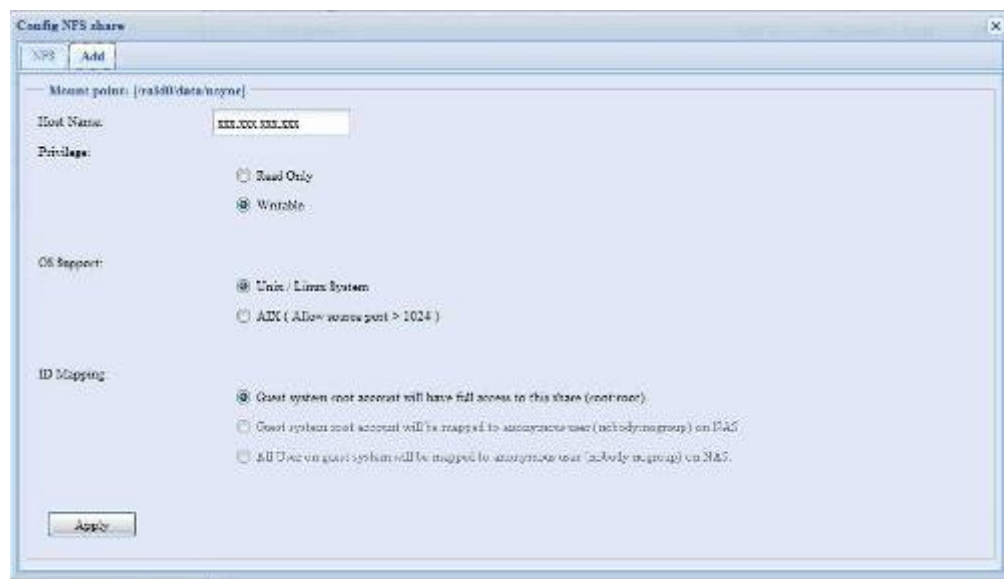 Config NFS share
NFS Add
Mount point: [/raid0/data/nsync]
Host Name: xxx.xxx.xxx.xxx
Privilege:
Read Only
Writable
OS Support:
Unix / Linux System
AIX ( Allow source port > 1024 )
ID Mapping:
Guest system root account will have full access to this share (root:root).
Guest system root account will be mapped to anonymous user (nobody:nogroup) on NAS
All User on guest system will be mapped to anonymous user (nobody:nogroup) on NAS.
Apply